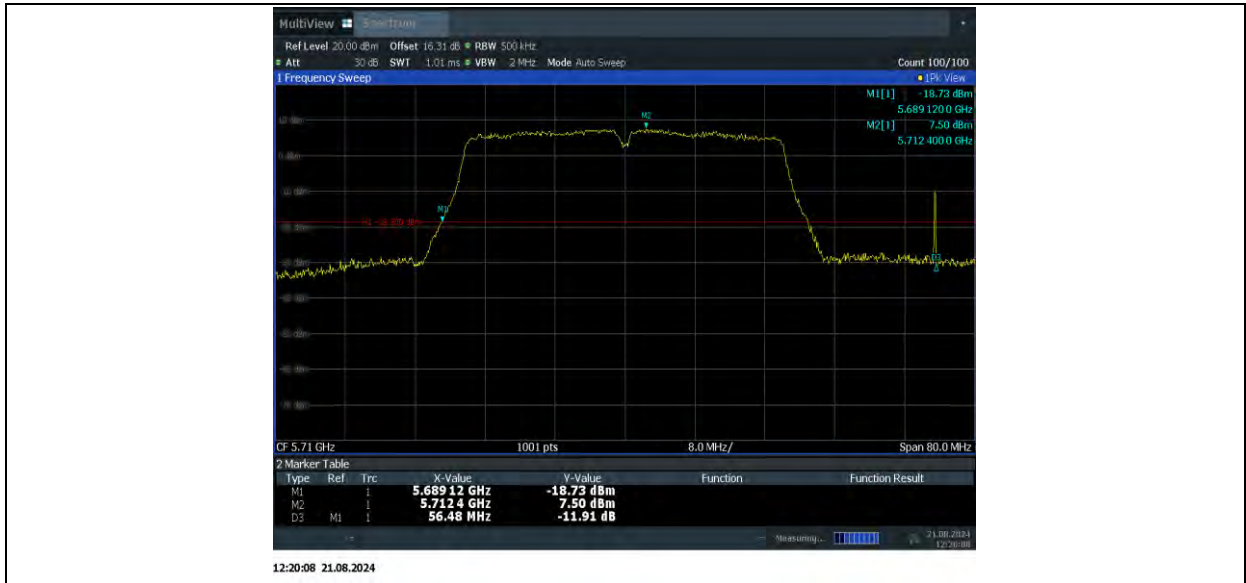 MultiView Spectrum
Ref Level 20.00 dBm Offset 16.31 dB RBW 500 kHz
Att 30 dB SWT 1.01 ms VBW 2 MHz Mode Auto Sweep Count 100/100
1 Frequency Sweep 1Pk View
M1[1] -18.73 dBm
5.689 120 0 GHz
M2[1] 7.50 dBm
5.712 400 0 GHz
M2
0 dBm
M1
D3
CF 5.71 GHz 1001 pts 8.0 MHz/ Span 80.0 MHz
2 Marker Table
Type Ref Trc X-Value Y-Value Function Function Result
M1 1 5.689 12 GHz -18.73 dBm
M2 1 5.712 4 GHz 7.50 dBm
D3 M1 1 56.48 MHz -11.91 dB
Measuring... 21.08.2024
12:20:08
12:20:08 21.08.2024